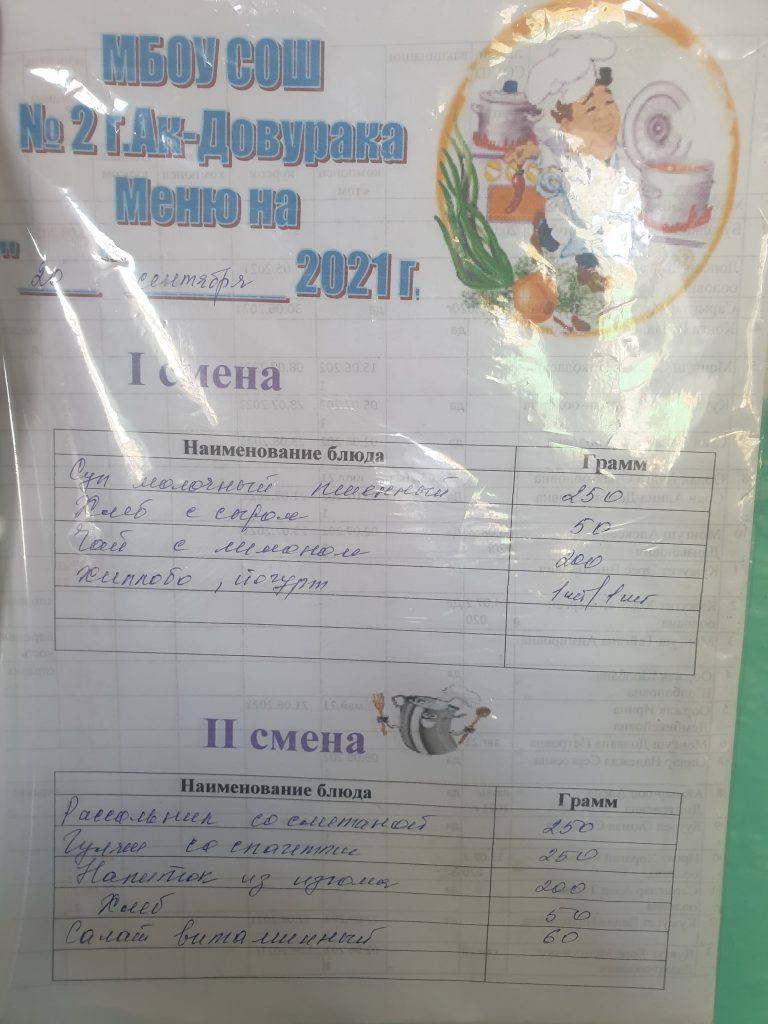 МБОУ СОШ
№ 2 г.Ак-Довурака
Меню на
" сентября 2021 г.
I смена
Наименование блюда Грамм
Суп молочный пшенный 250
Хлеб с сыром 50
Чай с лимоном 200
йогурт 1шт/1шт
II смена
Наименование блюда Грамм
Рассольник со сметаной 250
Гуляш со спагетти 250
Напиток из изюма 200
Хлеб 50
Салат витаминный 60